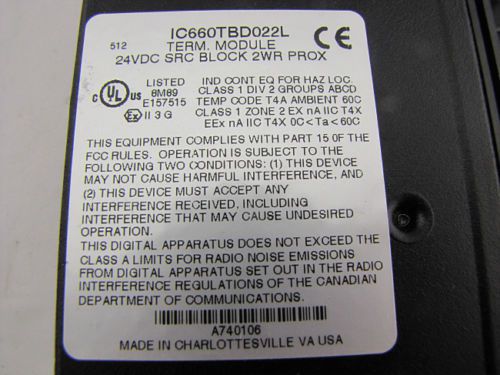 IC660TBD022L
512 TERM. MODULE
24VDC SRC BLOCK 2WR PROX
CE
c UL us
LISTED
8M89
E157515
Ex II 3 G
IND CONT EQ FOR HAZ LOC.
CLASS 1 DIV 2 GROUPS ABCD
TEMP CODE T4A AMBIENT 60C
CLASS 1 ZONE 2 EX nA IIC T4X
EEx nA IIC T4X 0C<Ta<60C
THIS EQUIPMENT COMPLIES WITH PART 15 OF THE
FCC RULES. OPERATION IS SUBJECT TO THE
FOLLOWING TWO CONDITIONS: (1) THIS DEVICE
MAY NOT CAUSE HARMFUL INTERFERENCE, AND
(2) THIS DEVICE MUST ACCEPT ANY
INTERFERENCE RECEIVED, INCLUDING
INTERFERENCE THAT MAY CAUSE UNDESIRED
OPERATION.
THIS DIGITAL APPARATUS DOES NOT EXCEED THE
CLASS A LIMITS FOR RADIO NOISE EMISSIONS
FROM DIGITAL APPARATUS SET OUT IN THE RADIO
INTERFERENCE REGULATIONS OF THE CANADIAN
DEPARTMENT OF COMMUNICATIONS.
A740106
MADE IN CHARLOTTESVILLE VA USA